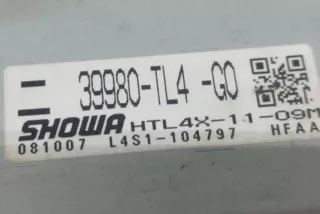 39980-TL4 -G0
SHOWA HTL4X-11-09M
081007 L4S1-104797 HFAA